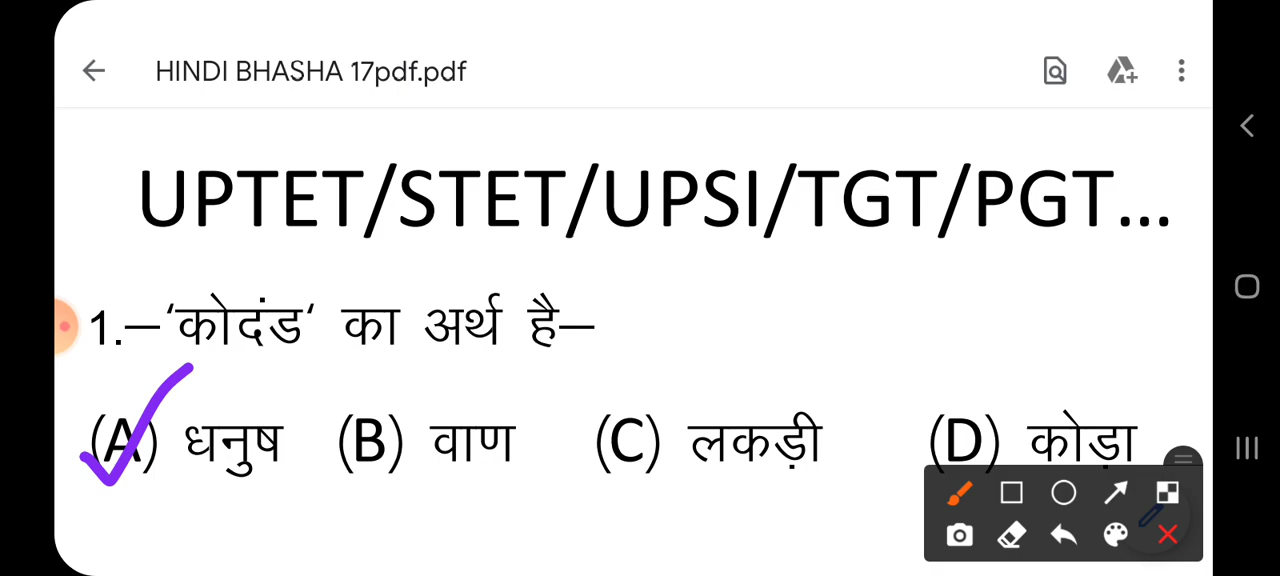 HINDI BHASHA 17pdf.pdf
UPTET/STET/UPSI/TGT/PGT...
1.–‘कोदंड‘ का अर्थ है–
(A) धनुष (B) वाण (C) लकड़ी (D) कोड़ा